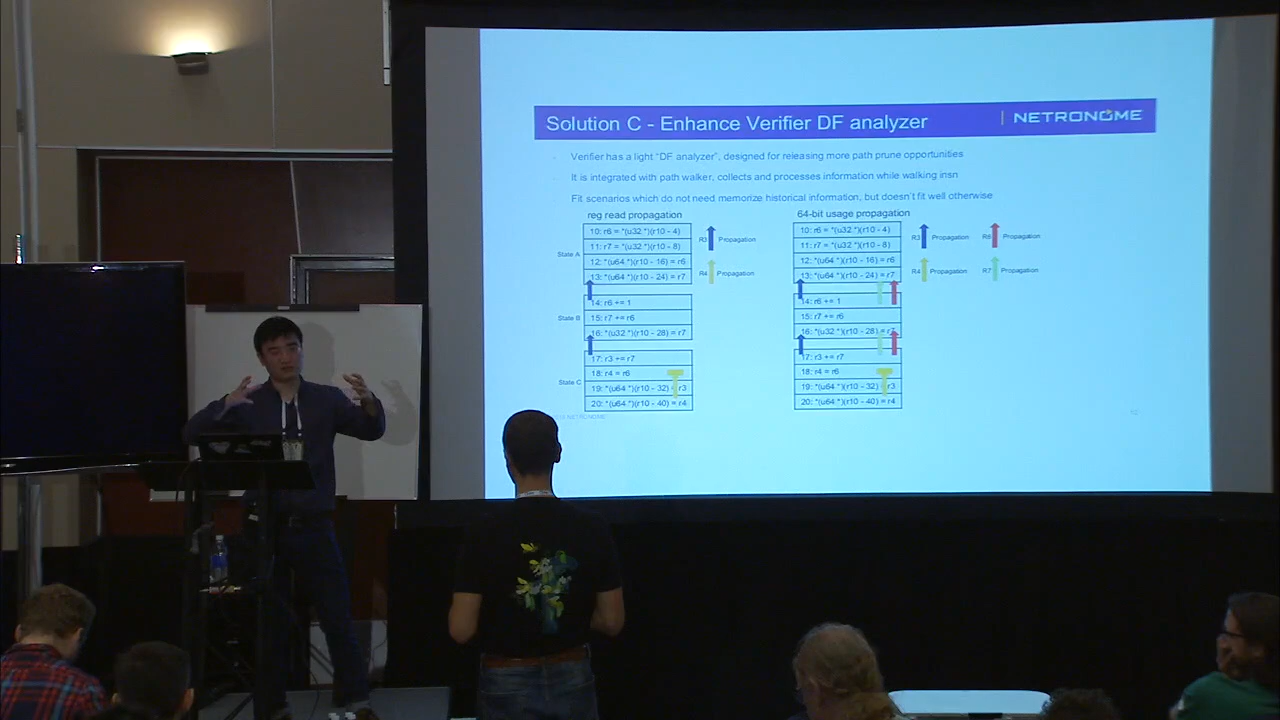 Solution C - Enhance Verifier DF analyzer
NETRONOME
Verifier has a light "DF analyzer", designed for releasing more path prune opportunities
It is integrated with path walker, collects and processes information while walking insn
Fit scenarios which do not need memorize historical information, but doesn't fit well otherwise
reg read propagation
State A
10: r6 = *(u32 *)(r10 - 4)
11: r7 = *(u32 *)(r10 - 8)
12: *(u64 *)(r10 - 16) = r6
13: *(u64 *)(r10 - 24) = r7
State B
14: r6 += 1
15: r7 += r6
16: *(u32 *)(r10 - 28) = r7
State C
17: r3 += r7
18: r4 = r6
19: *(u64 *)(r10 - 32) = r3
20: *(u64 *)(r10 - 40) = r4
R3 Propagation
R4 Propagation
64-bit usage propagation
10: r6 = *(u32 *)(r10 - 4)
11: r7 = *(u32 *)(r10 - 8)
12: *(u64 *)(r10 - 16) = r6
13: *(u64 *)(r10 - 24) = r7
14: r6 += 1
15: r7 += r6
16: *(u32 *)(r10 - 28) = r7
17: r3 += r7
18: r4 = r6
19: *(u64 *)(r10 - 32) = r3
20: *(u64 *)(r10 - 40) = r4
R3 Propagation
R6 Propagation
R4 Propagation
R7 Propagation
NETRONOME